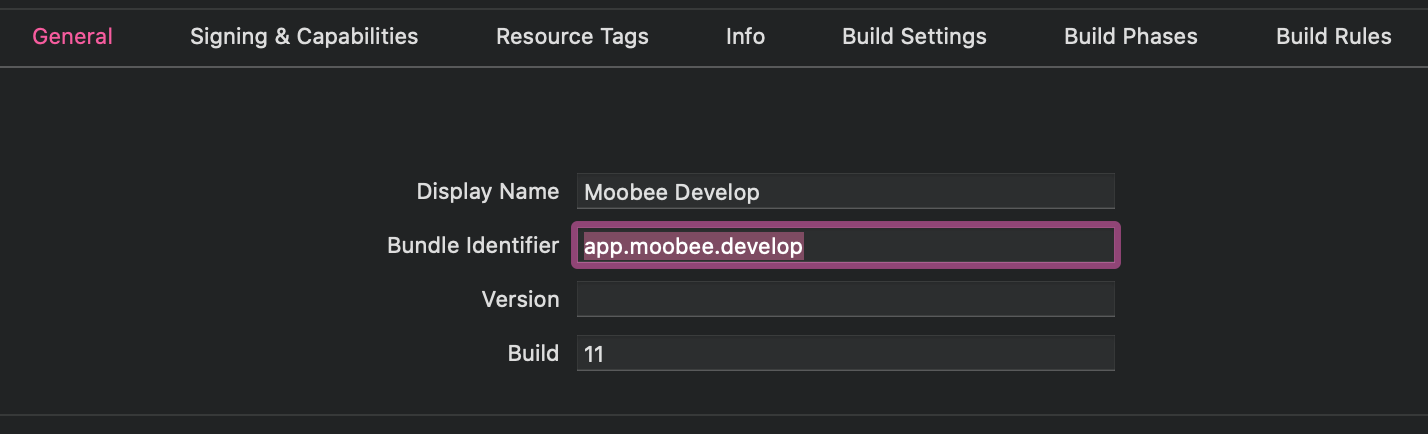 General Signing & Capabilities Resource Tags Info Build Settings Build Phases Build Rules
Display Name Moobee Develop
Bundle Identifier app.moobee.develop
Version
Build 11